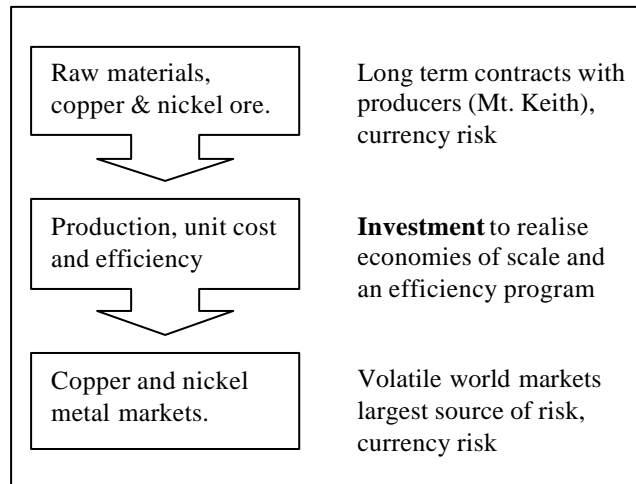 Raw materials,
copper & nickel ore.
Long term contracts with
producers (Mt. Keith),
currency risk
Production, unit cost
and efficiency
Investment to realise
economies of scale and
an efficiency program
Copper and nickel
metal markets.
Volatile world markets
largest source of risk,
currency risk